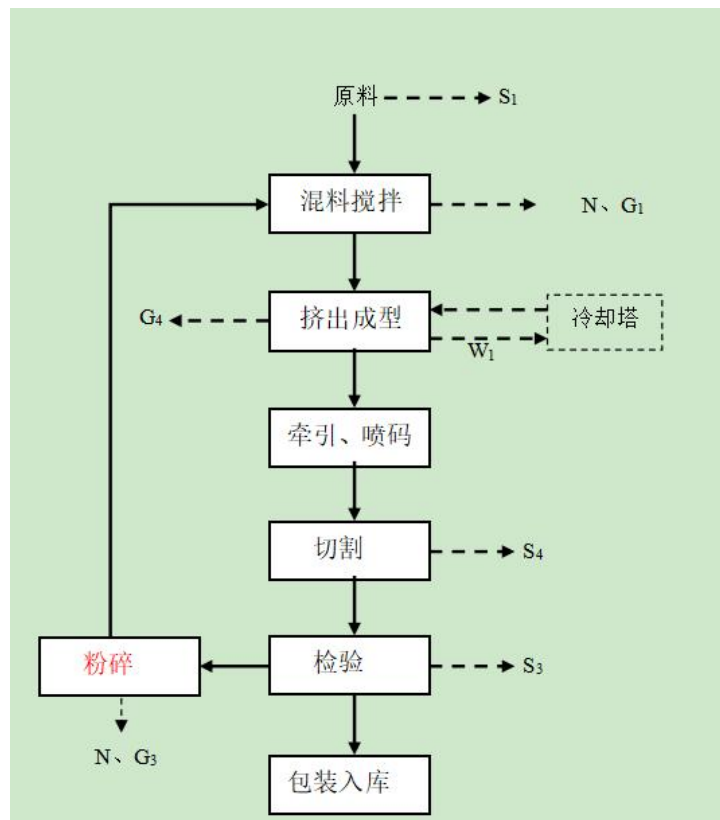 原料
S₁
混料搅拌
N、G₁
G₄
挤出成型
冷却塔
W₁
牵引、喷码
切割
S₄
粉碎
检验
S₃
N、G₃
包装入库